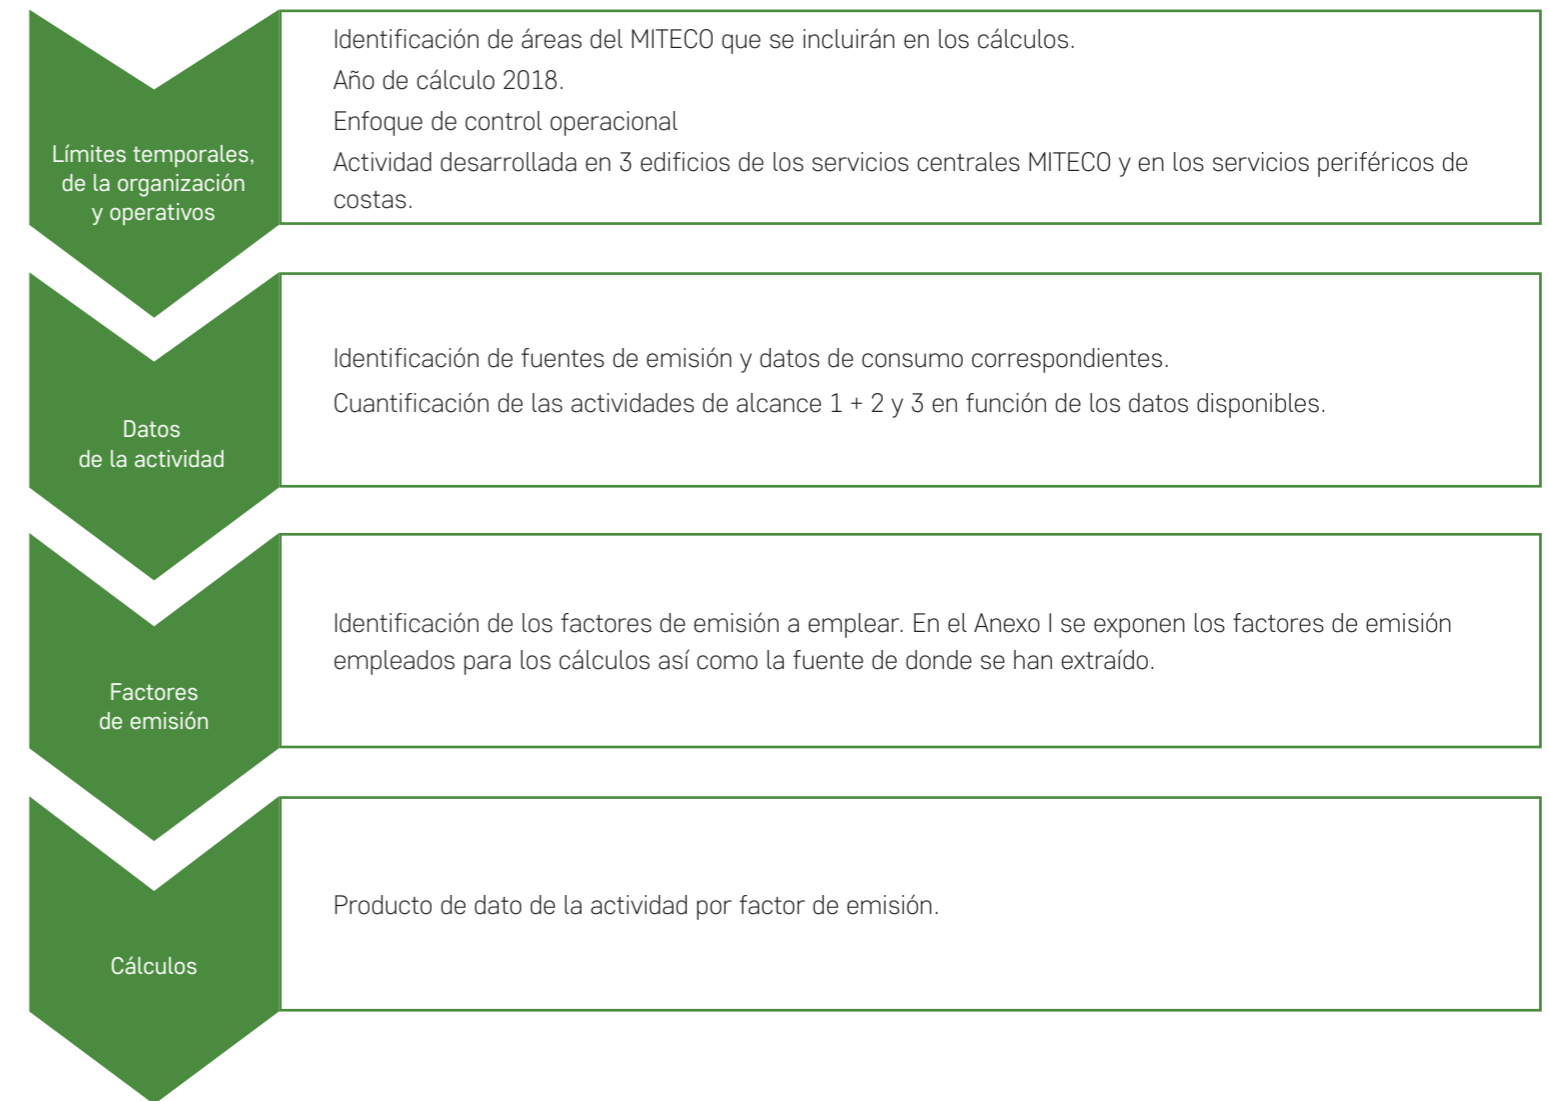 Límites temporales,
de la organización
y operativos
Identificación de áreas del MITECO que se incluirán en los cálculos.
Año de cálculo 2018.
Enfoque de control operacional
Actividad desarrollada en 3 edificios de los servicios centrales MITECO y en los servicios periféricos de
costas.
Datos
de la actividad
Identificación de fuentes de emisión y datos de consumo correspondientes.
Cuantificación de las actividades de alcance 1 + 2 y 3 en función de los datos disponibles.
Factores
de emisión
Identificación de los factores de emisión a emplear. En el Anexo I se exponen los factores de emisión
empleados para los cálculos así como la fuente de donde se han extraído.
Cálculos
Producto de dato de la actividad por factor de emisión.